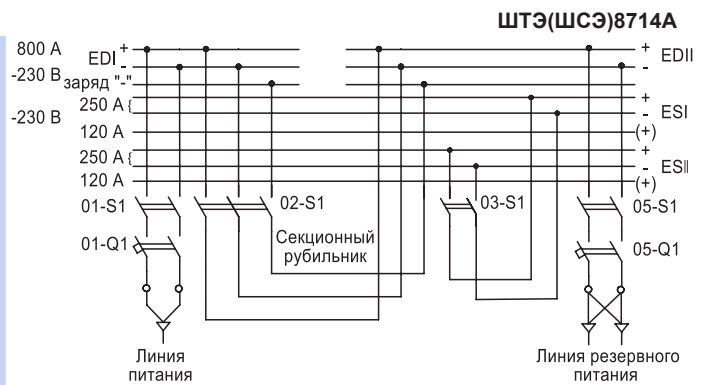 ШТЭ(ШСЭ)8714А
800 А EDI + + EDII
- -
-230 В
заряд "-"
250 А { + ESI
-230 В -
120 А (+)
250 А { + ESII
-
120 А (+)
01-S1 02-S1 03-S1 05-S1
01-Q1 Секционный рубильник 05-Q1
Линия питания
Линия резервного питания